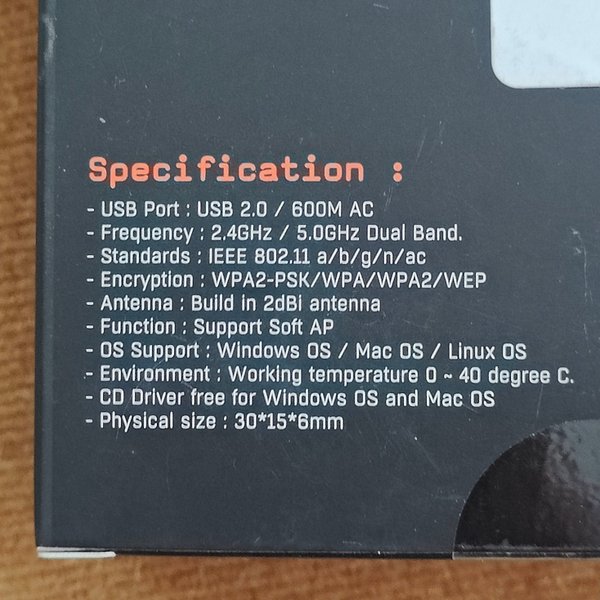 Specification :
- USB Port : USB 2.0 / 600M AC
- Frequency : 2.4GHz / 5.0GHz Dual Band.
- Standards : IEEE 802.11 a/b/g/n/ac
- Encryption : WPA2-PSK/WPA/WPA2/WEP
- Antenna : Build in 2dBi antenna
- Function : Support Soft AP
- OS Support : Windows OS / Mac OS / Linux OS
- Environment : Working temperature 0 ~ 40 degree C.
- CD Driver free for Windows OS and Mac OS
- Physical size : 30*15*6mm